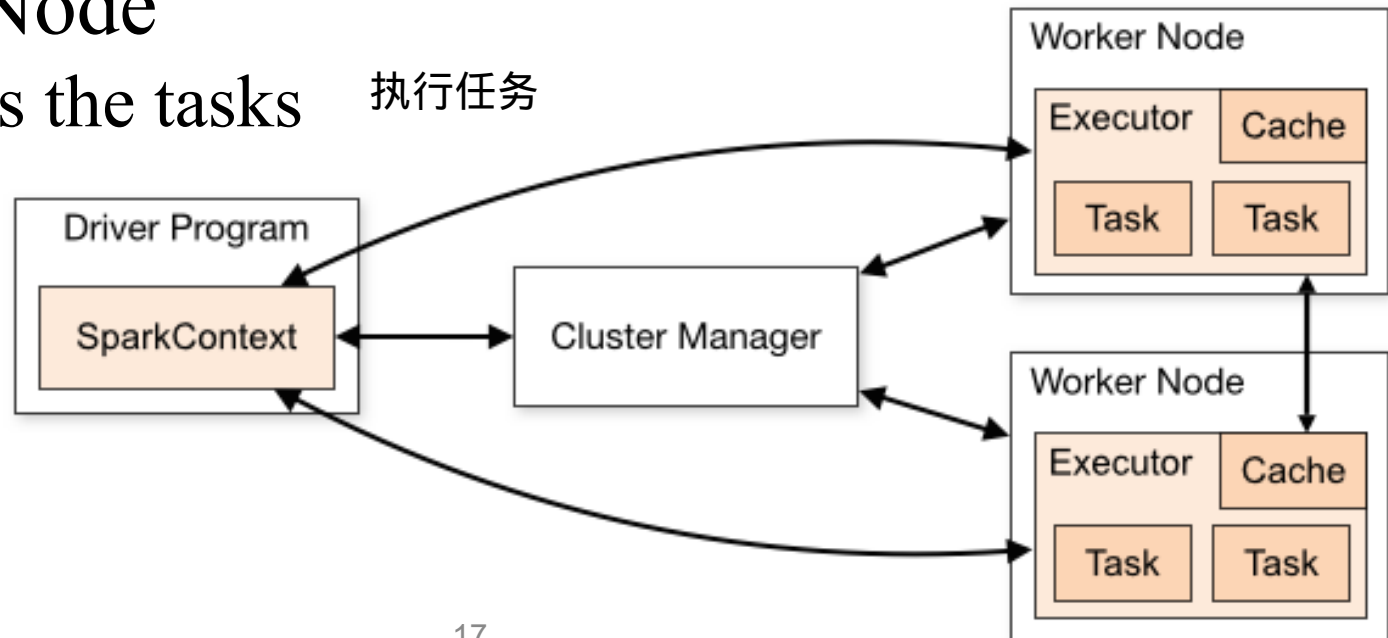 Node
s the tasks 执行任务
Driver Program
SparkContext
Cluster Manager
Worker Node
Executor
Cache
Task
Task
Worker Node
Executor
Cache
Task
Task
17